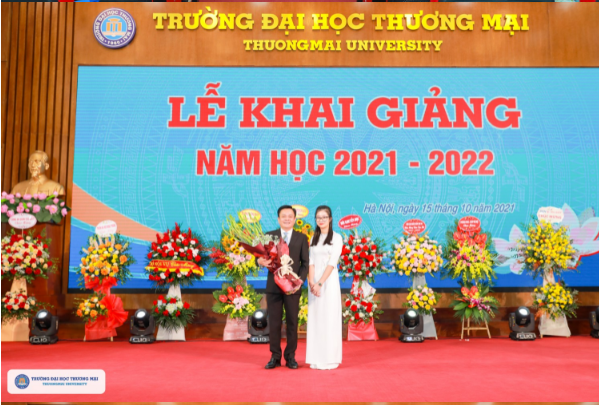 TRƯỜNG ĐẠI HỌC THƯƠNG MẠI
THUONGMAI UNIVERSITY
LỄ KHAI GIẢNG
NĂM HỌC 2021 - 2022
Hà Nội, ngày 15 tháng 10 năm 2021
TRƯỜNG ĐẠI HỌC THƯƠNG MẠI
THUONGMAI UNIVERSITY